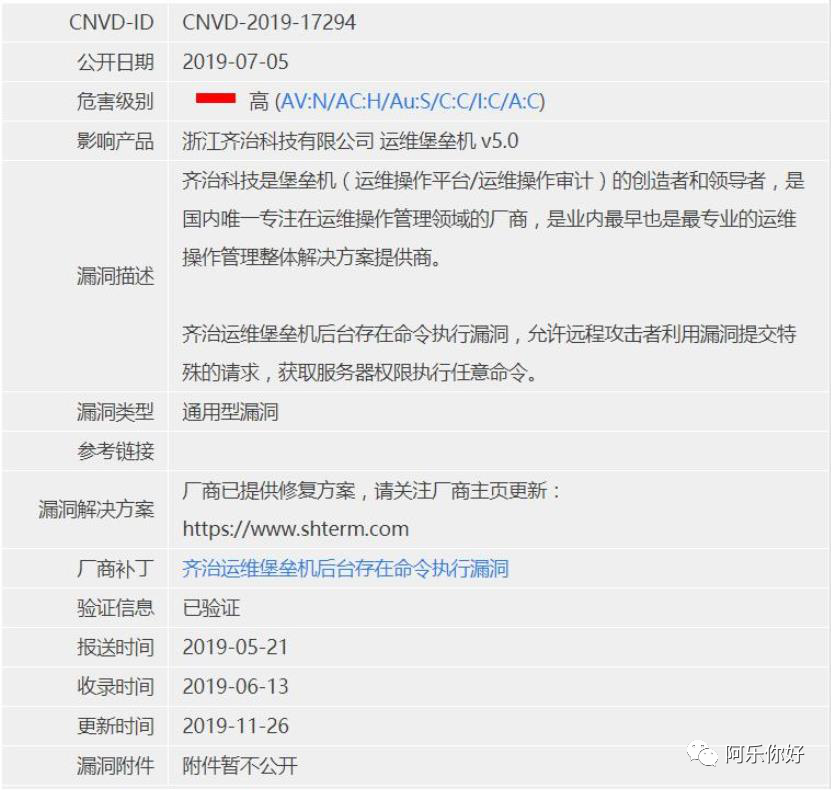 CNVD-ID CNVD-2019-17294
公开日期 2019-07-05
危害级别 高 (AV:N/AC:H/Au:S/C:C/I:C/A:C)
影响产品 浙江齐治科技有限公司 运维堡垒机 v5.0
漏洞描述
齐治科技是堡垒机（运维操作平台/运维操作审计）的创造者和领导者，是
国内唯一专注在运维操作管理领域的厂商，是业内最早也是最专业的运维
操作管理整体解决方案提供商。
齐治运维堡垒机后台存在命令执行漏洞，允许远程攻击者利用漏洞提交特
殊的请求，获取服务器权限执行任意命令。
漏洞类型 通用型漏洞
参考链接
漏洞解决方案
厂商已提供修复方案，请关注厂商主页更新：
https://www.shterm.com
厂商补丁 齐治运维堡垒机后台存在命令执行漏洞
验证信息 已验证
报送时间 2019-05-21
收录时间 2019-06-13
更新时间 2019-11-26
漏洞附件 附件暂不公开
阿乐你好